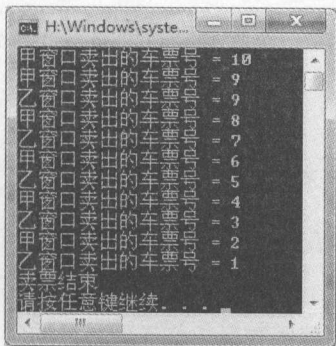 H:\Windows\syste...
甲窗口卖出的车票号 = 10
甲窗口卖出的车票号 = 9
乙窗口卖出的车票号 = 9
甲窗口卖出的车票号 = 8
乙窗口卖出的车票号 = 7
甲窗口卖出的车票号 = 6
乙窗口卖出的车票号 = 5
甲窗口卖出的车票号 = 4
乙窗口卖出的车票号 = 3
甲窗口卖出的车票号 = 2
乙窗口卖出的车票号 = 1
卖票结束
请按任意键继续. . .